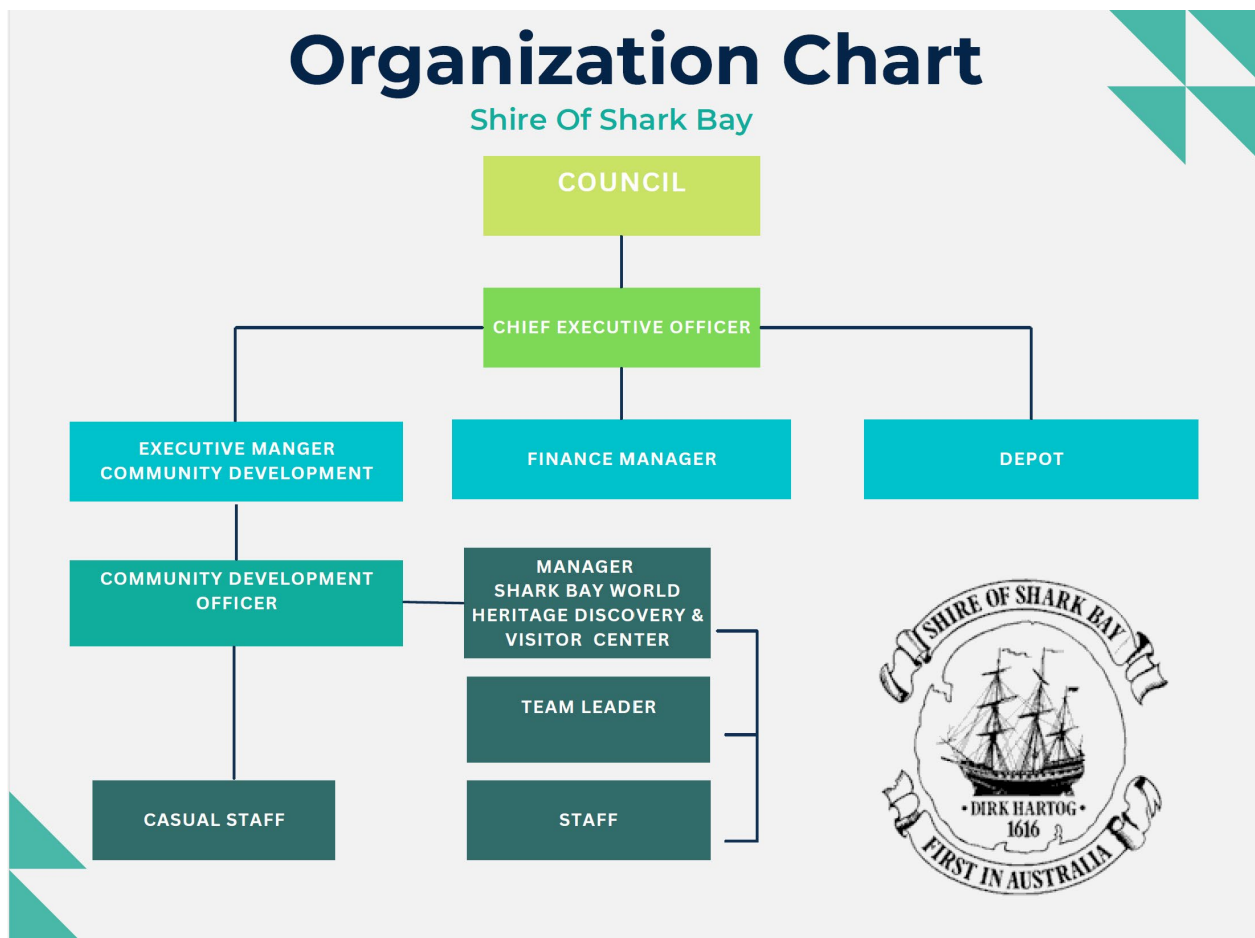 Organization Chart
Shire Of Shark Bay
COUNCIL
CHIEF EXECUTIVE OFFICER
EXECUTIVE MANGER
COMMUNITY DEVELOPMENT
FINANCE MANAGER
DEPOT
COMMUNITY DEVELOPMENT
OFFICER
MANAGER
SHARK BAY WORLD
HERITAGE DISCOVERY &
VISITOR CENTER
TEAM LEADER
CASUAL STAFF
STAFF
SHIRE OF SHARK BAY
• DIRK HARTOG •
1616
FIRST IN AUSTRALIA